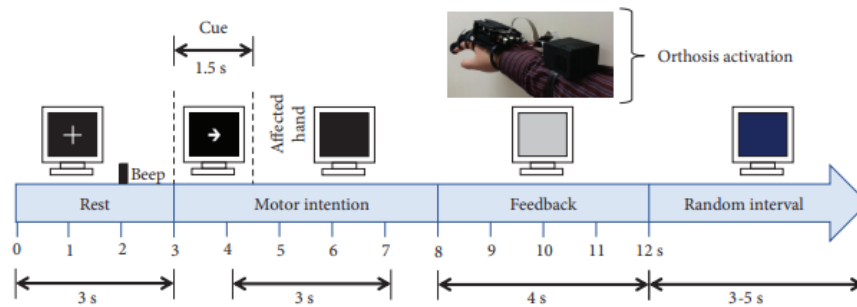 Cue
1.5 s
Orthosis activation
Affected
hand
Beep
Rest
Motor intention
Feedback
Random interval
0 1 2 3 4 5 6 7 8 9 10 11 12 s
3 s
3 s
4 s
3-5 s